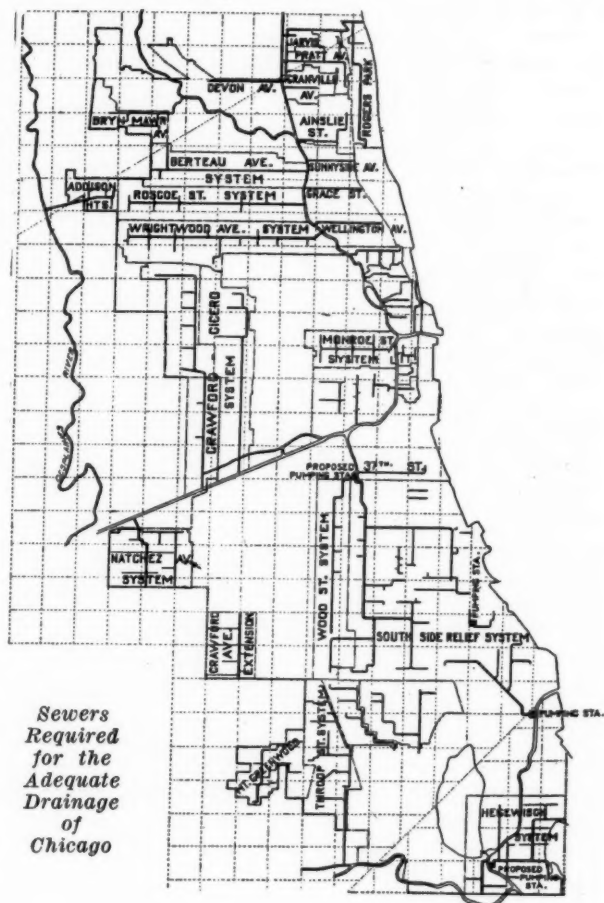 JARVIS
PRATT AV.
GRANVILLE
AV.
ROGERS PARK
DEVON AV.
BRYN MAWR
AV.
AINSLIE
ST.
BERTEAU AVE.
SYSTEM
SUNNYSIDE AV.
ADDISON
HTS.
ROSCOE ST. SYSTEM
GRACE ST.
WRIGHTWOOD AVE. SYSTEM
WELLINGTON AV.
CICERO
CRAWFORD
SYSTEM
MONROE ST.
SYSTEM
RIVER
PROPOSED
PUMPING STA.
37TH ST.
NATCHEZ AV.
SYSTEM
WOOD ST. SYSTEM
PUMPING STA.
SOUTH SIDE RELIEF SYSTEM
CRAWFORD
AVE.
EXTENSION
PUMPING STA.
MT. GREENWOOD
THROOP ST. SYSTEM
HEGEWISCH
SYSTEM
PROPOSED
PUMPING
STA.
Sewers
Required
for the
Adequate
Drainage
of
Chicago